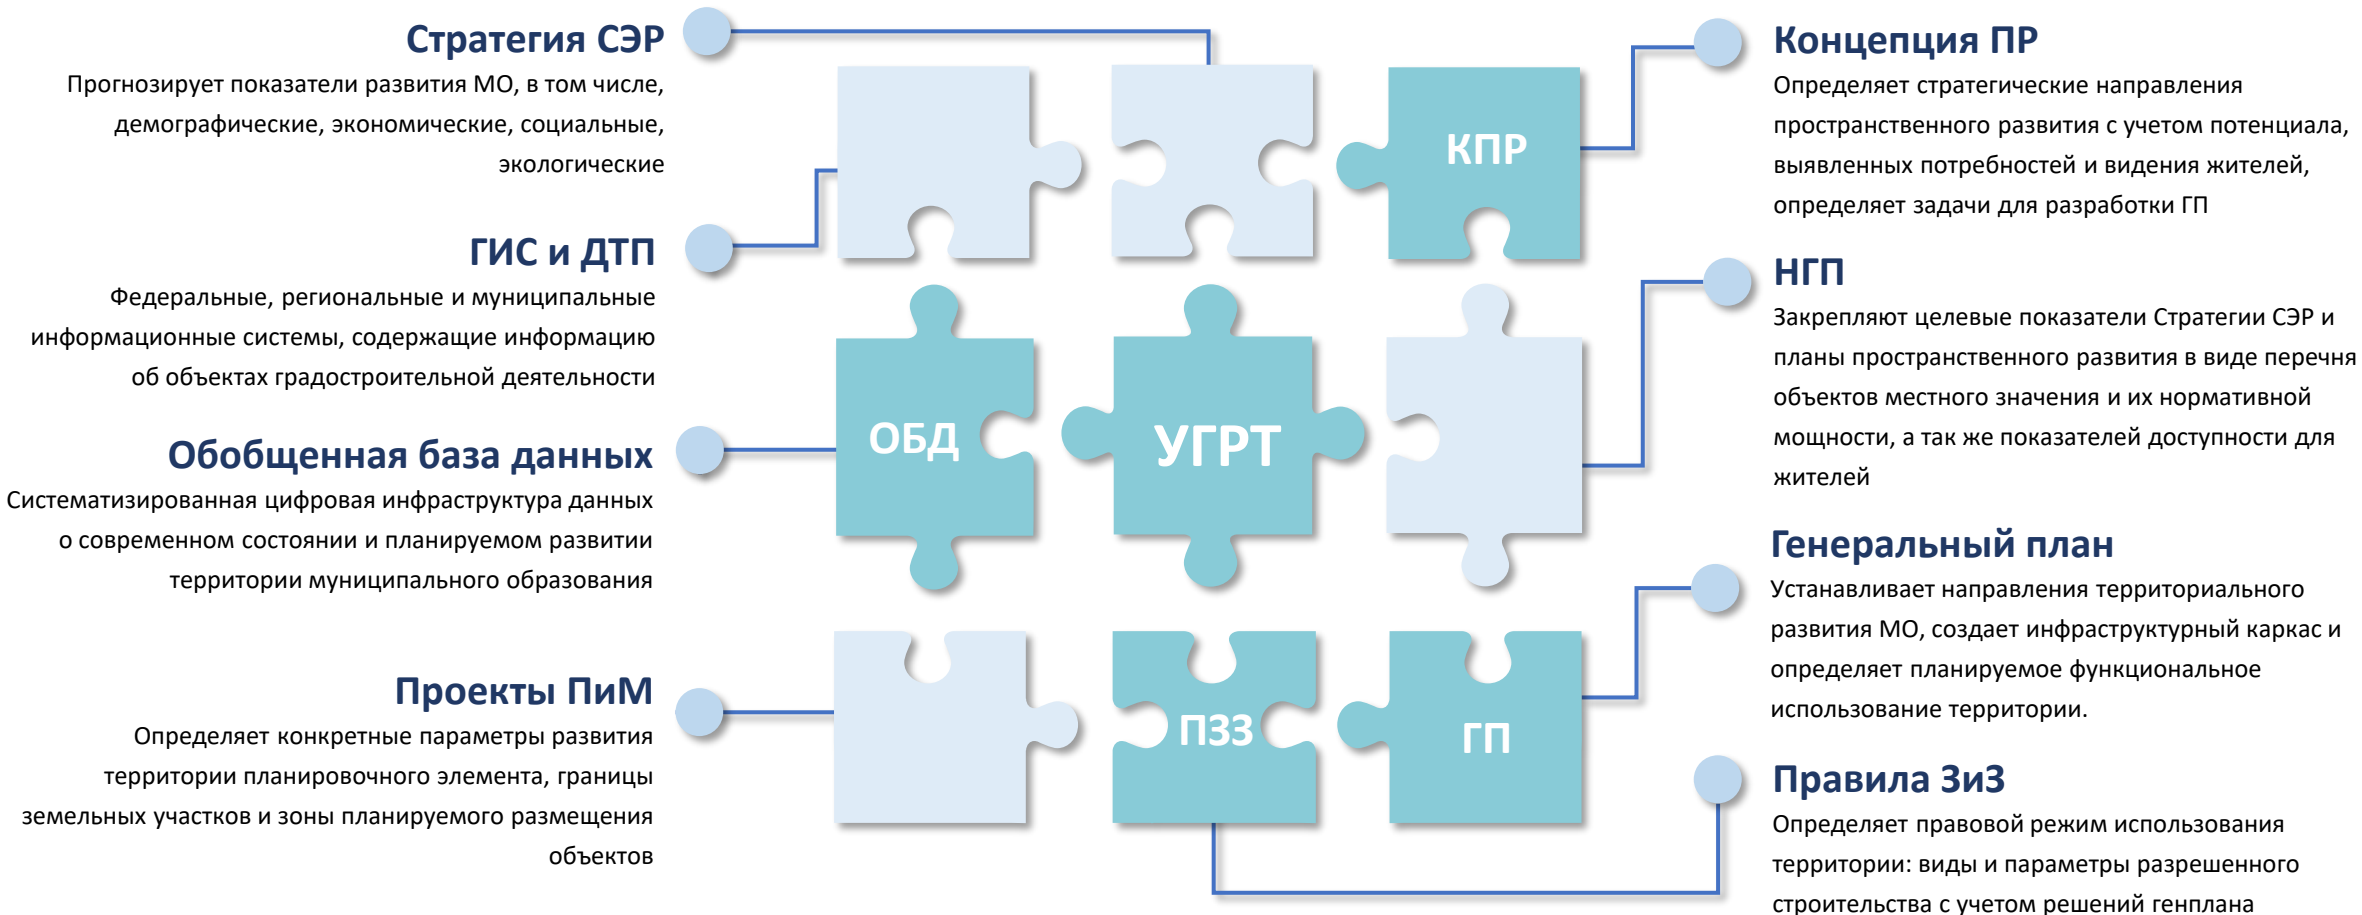 Стратегия СЭР
Прогнозирует показатели развития МО, в том числе,
демографические, экономические, социальные,
экологические
ГИС и ДТП
Федеральные, региональные и муниципальные
информационные системы, содержащие информацию
об объектах градостроительной деятельности
Обобщенная база данных
Систематизированная цифровая инфраструктура данных
о современном состоянии и планируемом развитии
территории муниципального образования
Проекты ПиМ
Определяет конкретные параметры развития
территории планировочного элемента, границы
земельных участков и зоны планируемого размещения
объектов
КПР
ОБД
УГРТ
ПЗЗ
ГП
Концепция ПР
Определяет стратегические направления
пространственного развития с учетом потенциала,
выявленных потребностей и видения жителей,
определяет задачи для разработки ГП
НГП
Закрепляют целевые показатели Стратегии СЭР и
планы пространственного развития в виде перечня
объектов местного значения и их нормативной
мощности, а так же показателей доступности для
жителей
Генеральный план
Устанавливает направления территориального
развития МО, создает инфраструктурный каркас и
определяет планируемое функциональное
использование территории.
Правила ЗиЗ
Определяет правовой режим использования
территории: виды и параметры разрешенного
строительства с учетом решений генплана